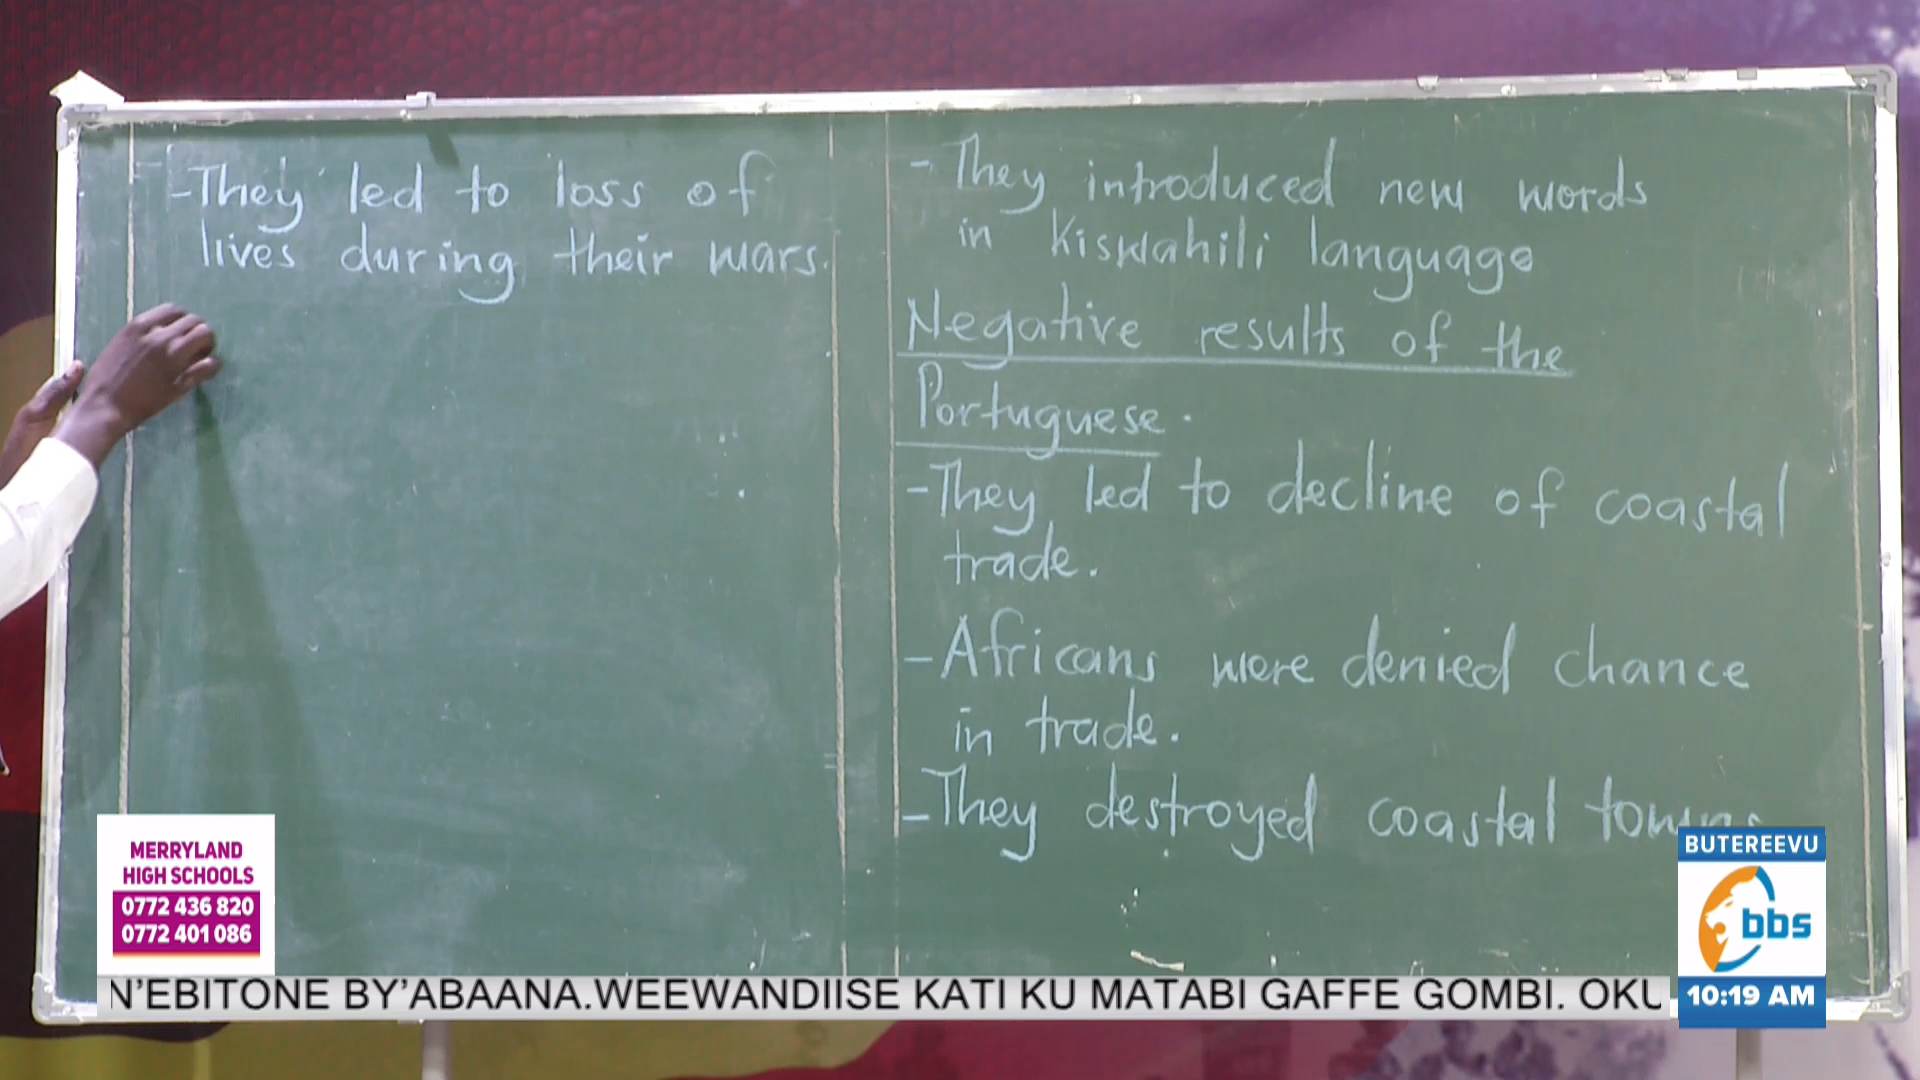 -They led to loss of
lives during their wars.
- They introduced new words
in Kiswahili language
Negative results of the
Portuguese.
-They led to decline of coastal
trade.
-Africans were denied chance
in trade.
-They destroyed coastal towns
MERRYLAND
HIGH SCHOOLS
0772 436 820
0772 401 086
BUTEREEVU
bbs
10:19 AM
N'EBITONE BY'ABAANA.WEEWANDIISE KATI KU MATABI GAFFE GOMBI. OKU